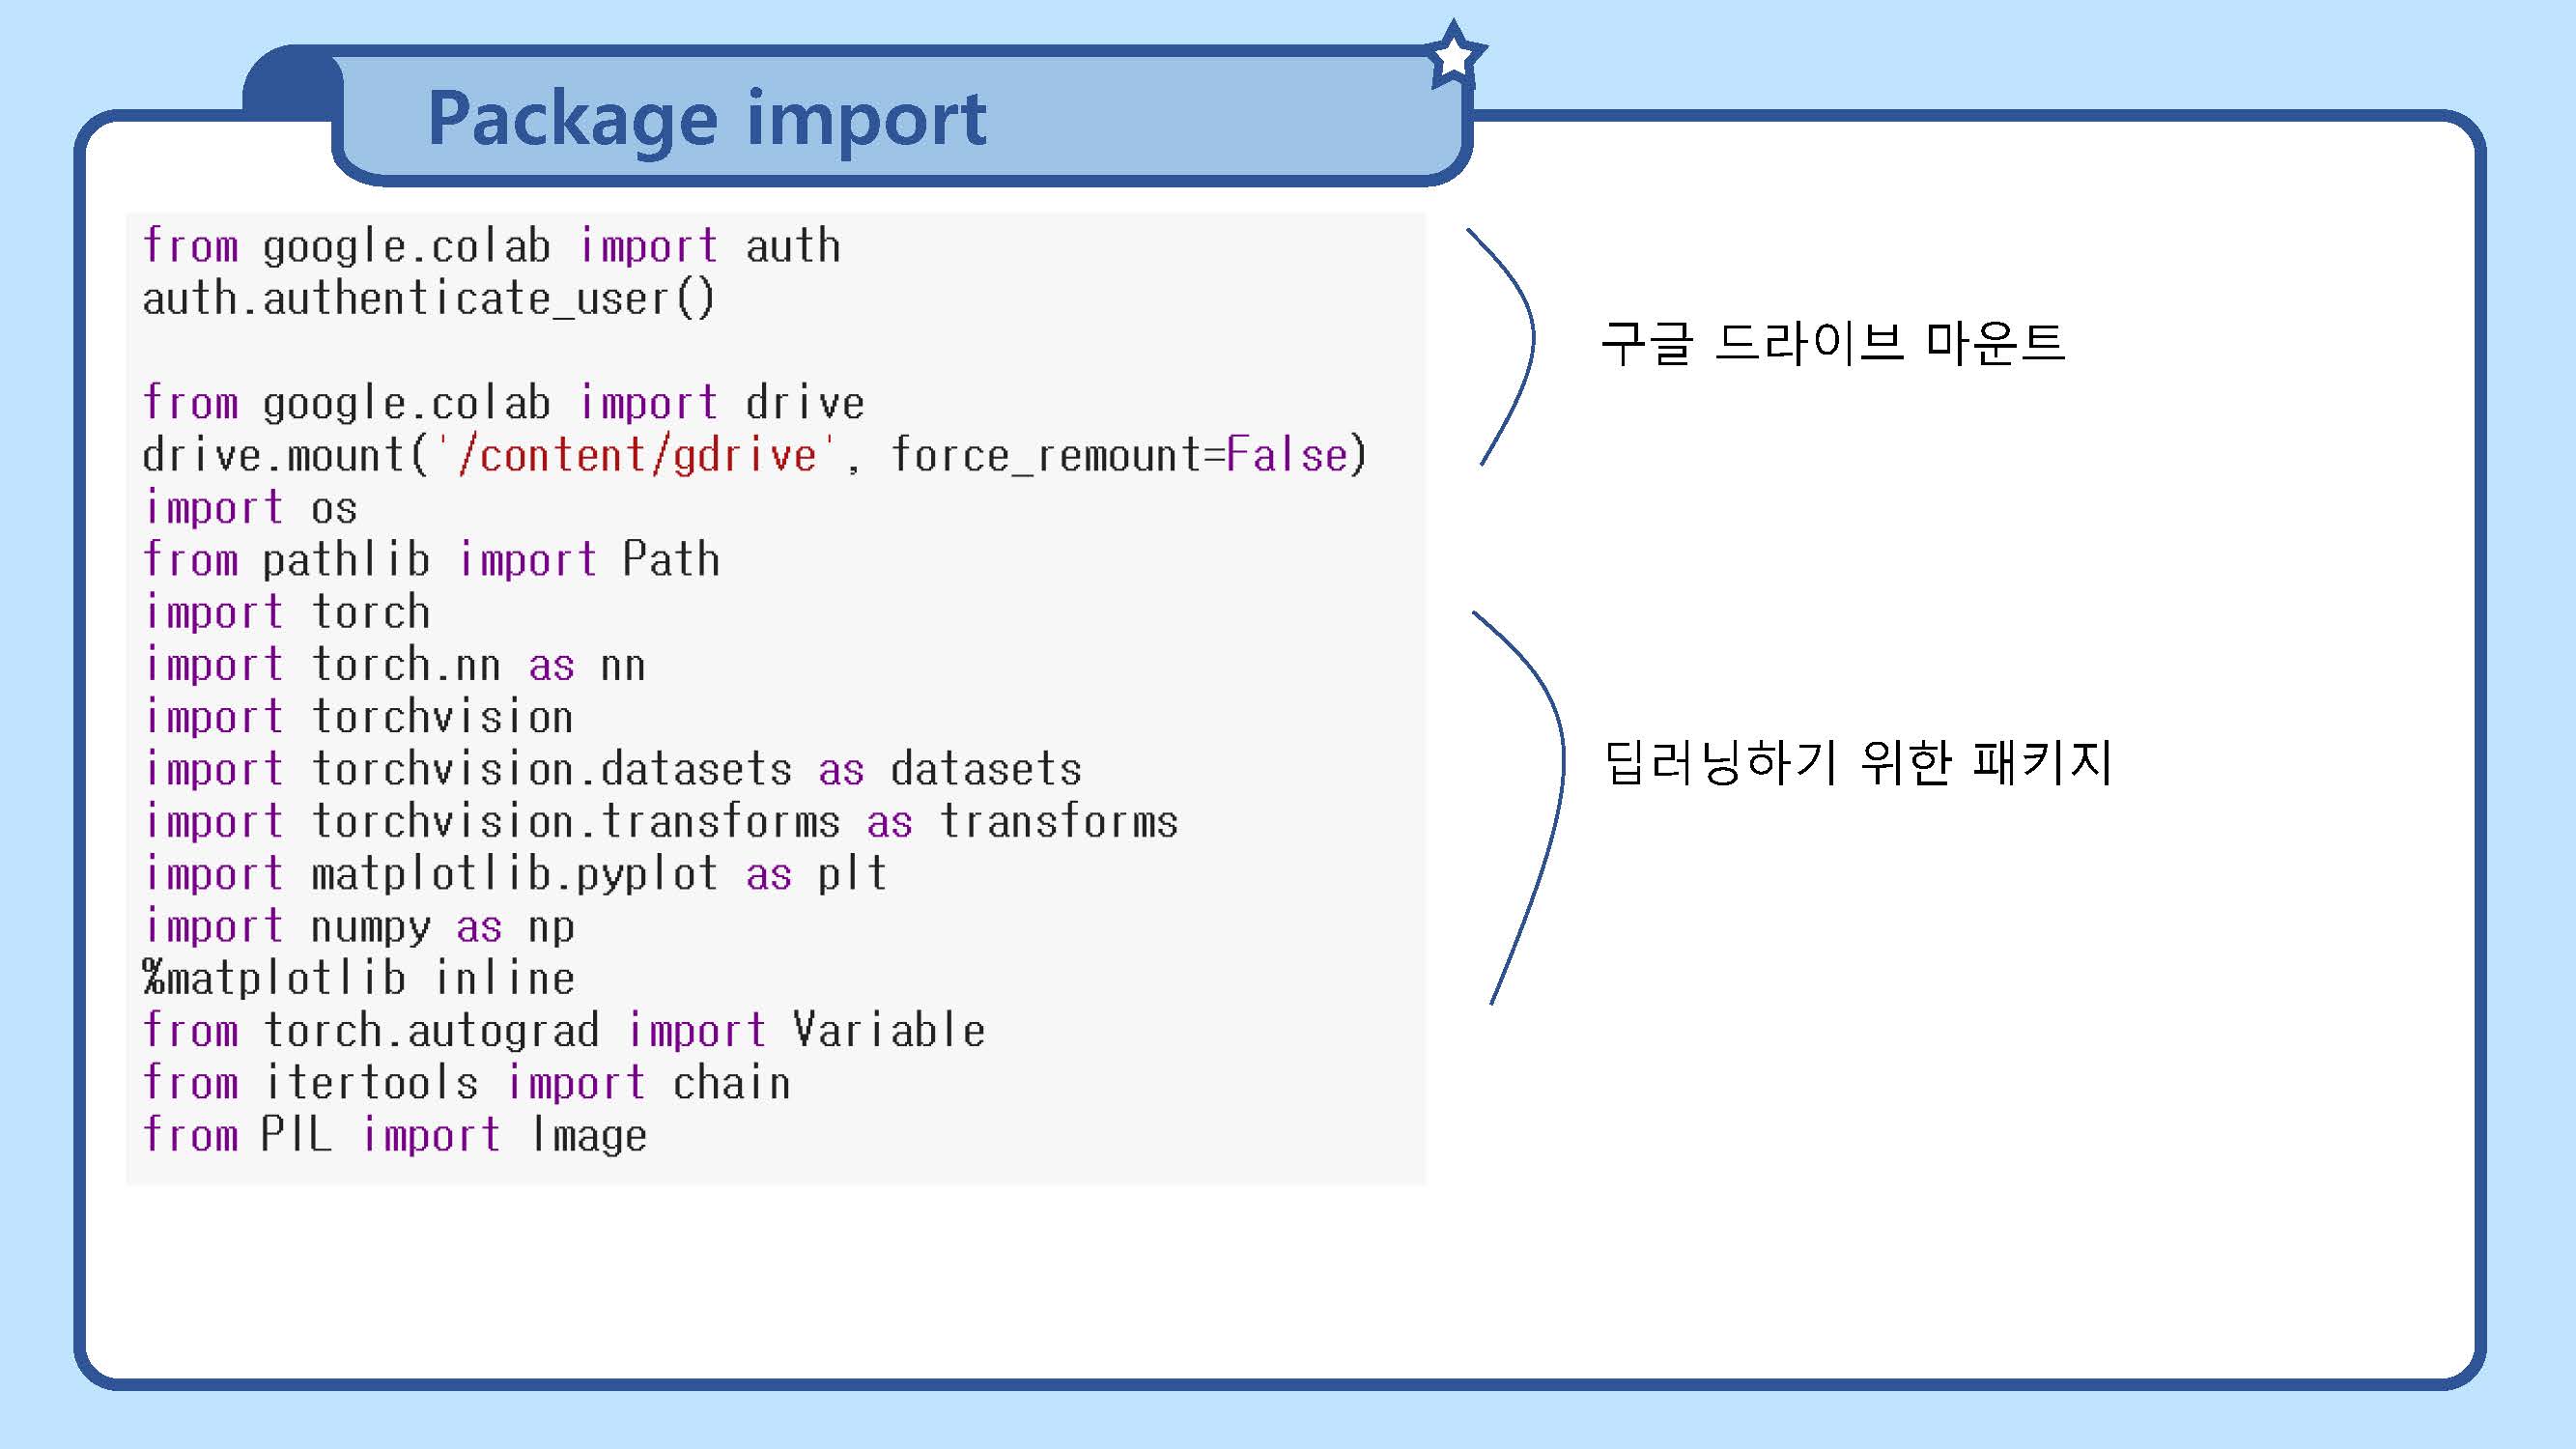 Package import
from google.colab import auth
auth.authenticate_user()
from google.colab import drive
drive.mount('/content/gdrive', force_remount=False)
import os
from pathlib import Path
import torch
import torch.nn as nn
import torchvision
import torchvision.datasets as datasets
import torchvision.transforms as transforms
import matplotlib.pyplot as plt
import numpy as np
%matplotlib inline
from torch.autograd import Variable
from itertools import chain
from PIL import Image
구글 드라이브 마운트
딥러닝하기 위한 패키지